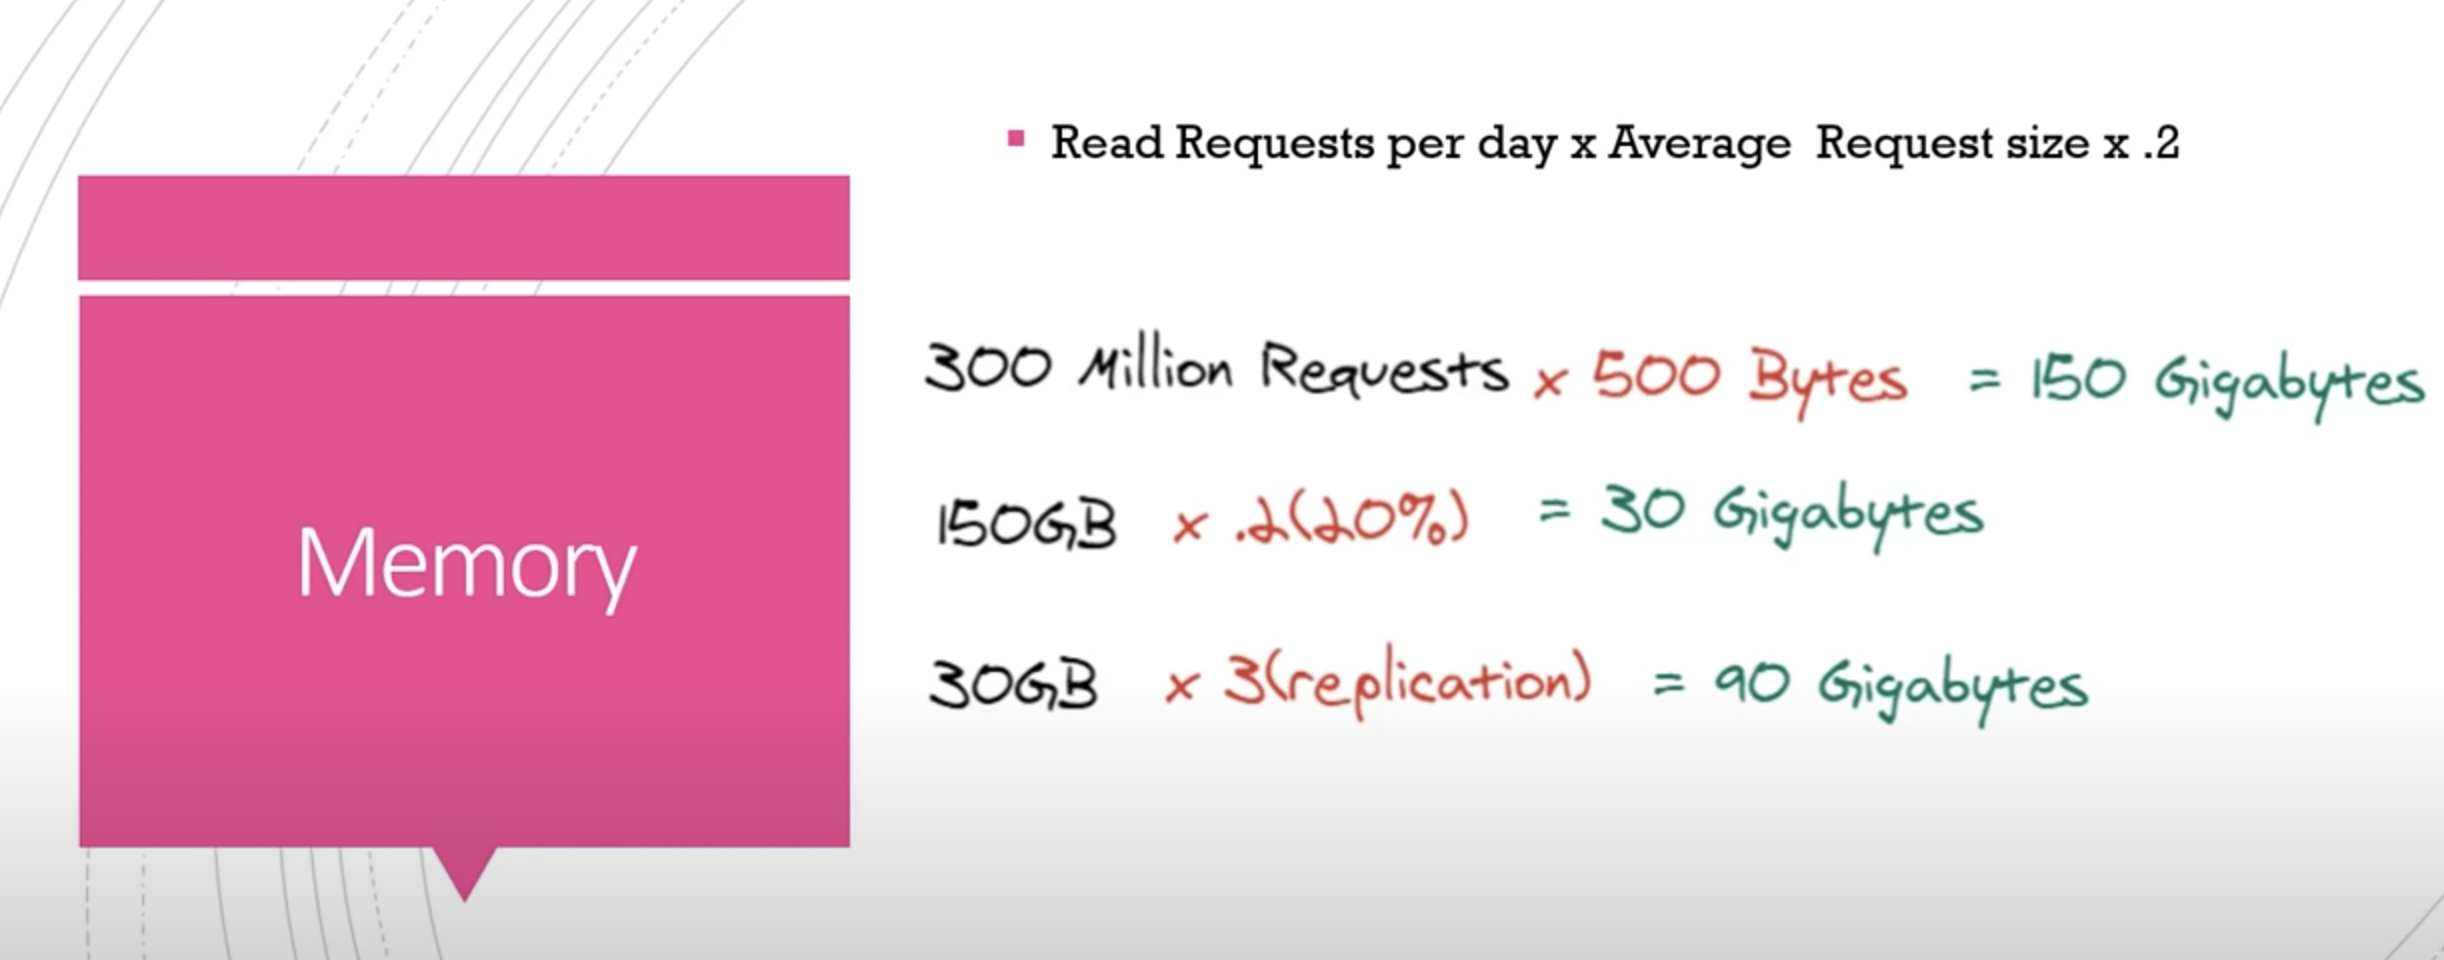 Read Requests per day x Average Request size x .2
Memory
300 Million Requests x 500 Bytes = 150 Gigabytes
150GB x .2(20%) = 30 Gigabytes
30GB x 3(replication) = 90 Gigabytes